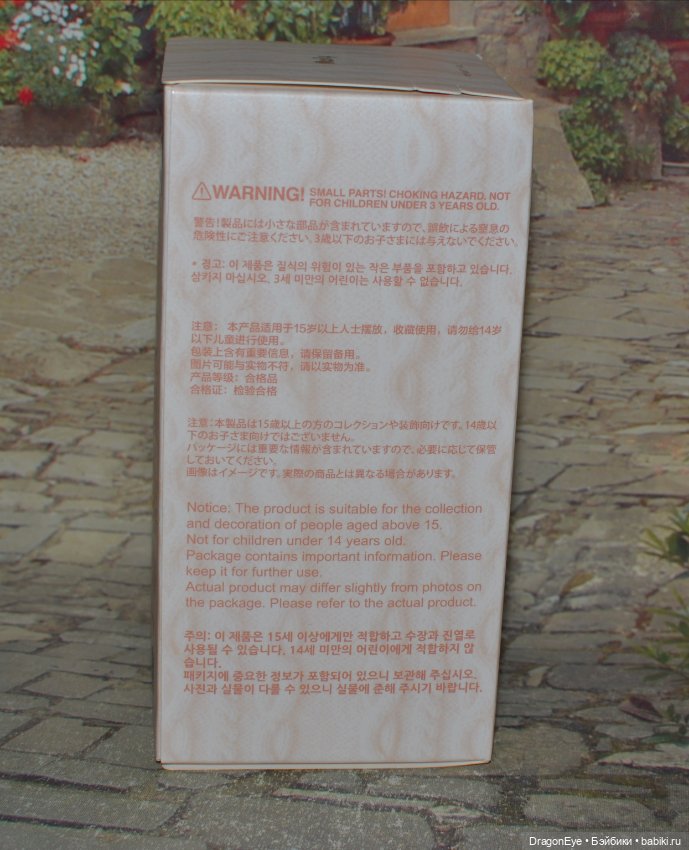 ⚠WARNING! SMALL PARTS! CHOKING HAZARD. NOT
FOR CHILDREN UNDER 3 YEARS OLD.
警告!製品には小さな部品が含まれていますので、誤飲による窒息の
危険性にご注意ください。3歳以下のお子さまには与えないでください。
* 경고: 이 제품은 질식의 위험이 있는 작은 부품을 포함하고 있습니다.
삼키지 마십시오. 3세 미만의 어린이는 사용할 수 없습니다.
注意: 本产品适用于15岁以上人士摆放,收藏使用,请勿给14岁
以下儿童进行使用。
包装上含有重要信息,请保留备用。
图片可能与实物不符,请以实物为准。
产品等级:合格品
合格证:检验合格
注意:本製品は15歳以上の方のコレクションや装飾向けです。14歳以
下のお子さま向けではございません。
パッケージには重要な情報が含まれていますので、必要に応じて保管
しておいてください。
画像はイメージです。実際の商品とは異なる場合があります。
Notice: The product is suitable for the collection
and decoration of people aged above 15.
Not for children under 14 years old.
Package contains important information. Please
keep it for further use.
Actual product may differ slightly from photos on
the package. Please refer to the actual product.
주의: 이 제품은 15세 이상에게만 적합하고 수장과 진열로
사용될 수 있습니다. 14세 미만의 어린이에게 적합하지 않
습니다.
패키지에 중요한 정보가 포함되어 있으니 보관해 주십시오.
사진과 실물이 다를 수 있으니 실물에 준해 주시기 바랍니다.
DragonEye • Бэйбики • babiki.ru